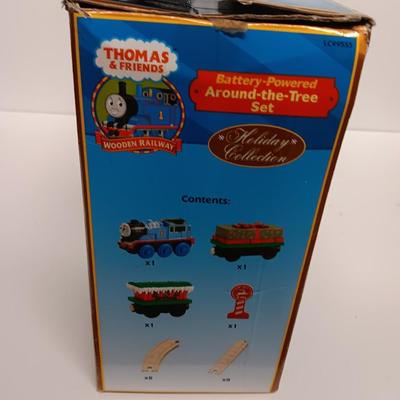 LC99555
THOMAS
& FRIENDS
WOODEN RAILWAY
Battery-Powered
Around-the-Tree
Set
Holiday
Collection
Contents:
1
x1
x1
x1
x1
x8